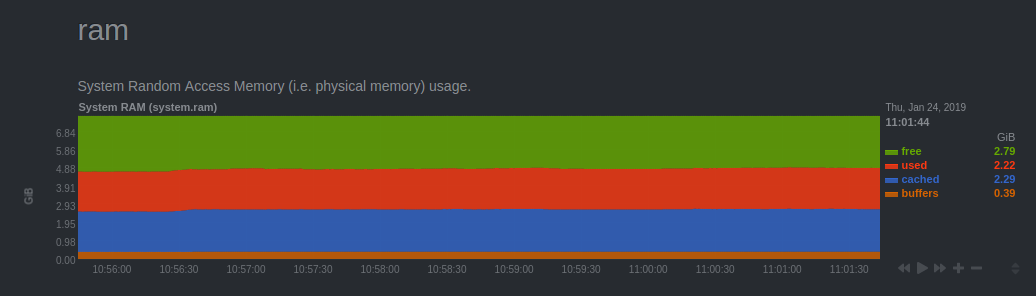 ram
System Random Access Memory (i.e. physical memory) usage.
System RAM (system.ram)
Thu, Jan 24, 2019
11:01:44
GiB
free 2.79
used 2.22
cached 2.29
buffers 0.39
GiB
6.84
5.86
4.88
3.91
2.93
1.95
0.98
0.00
10:56:00 10:56:30 10:57:00 10:57:30 10:58:00 10:58:30 10:59:00 10:59:30 11:00:00 11:00:30 11:01:00 11:01:30